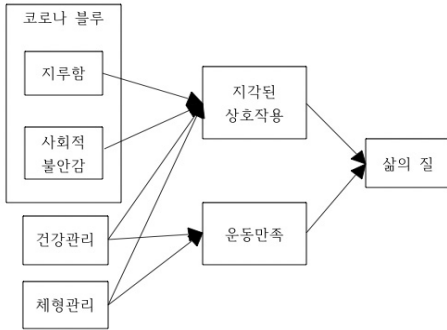 코로나 블루
지루함
사회적
불안감
건강관리
체형관리
지각된
상호작용
운동만족
삶의 질